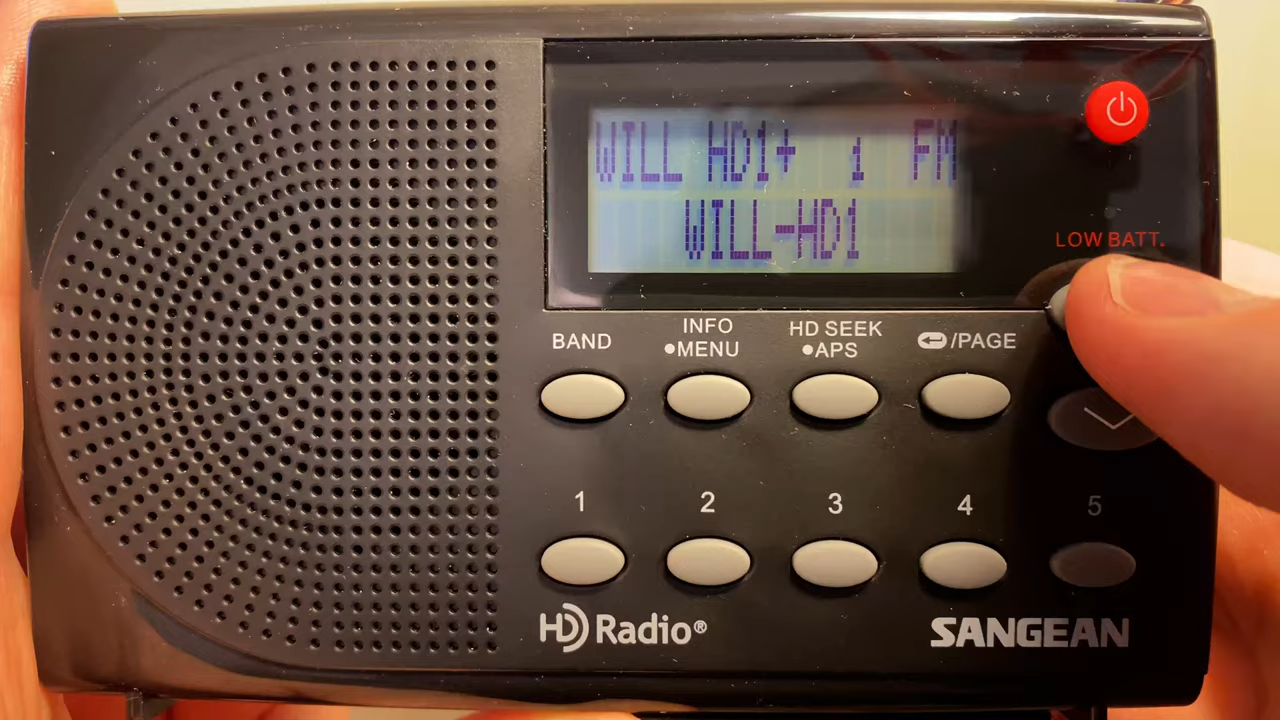 WILL HD1+ 1 FM
WILL-HD1
LOW BATT.
BAND
INFO
•MENU
HD SEEK
•APS
/PAGE
1
2
3
4
5
HD Radio®
SANGEAN